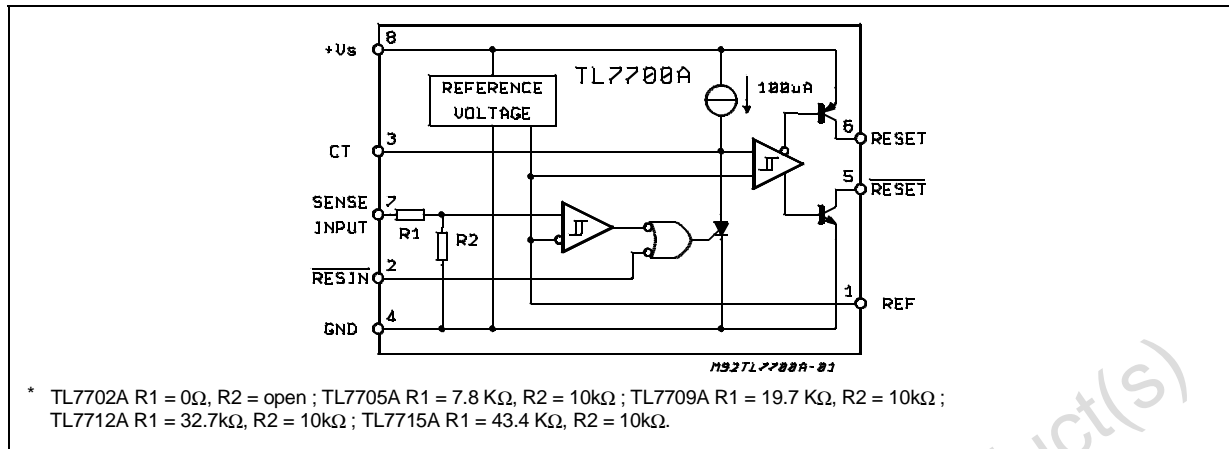 8
+Vs
TL7700A
REFERENCE
VOLTAGE
100uA
6
RESET
3
CT
5
RESET
SENSE
7
INPUT
R1
R2
2
RESIN
1
REF
4
GND
M92TL7700A-01
* TL7702A R1 = 0Ω, R2 = open ; TL7705A R1 = 7.8 KΩ, R2 = 10kΩ ; TL7709A R1 = 19.7 KΩ, R2 = 10kΩ ;
TL7712A R1 = 32.7kΩ, R2 = 10kΩ ; TL7715A R1 = 43.4 KΩ, R2 = 10kΩ.